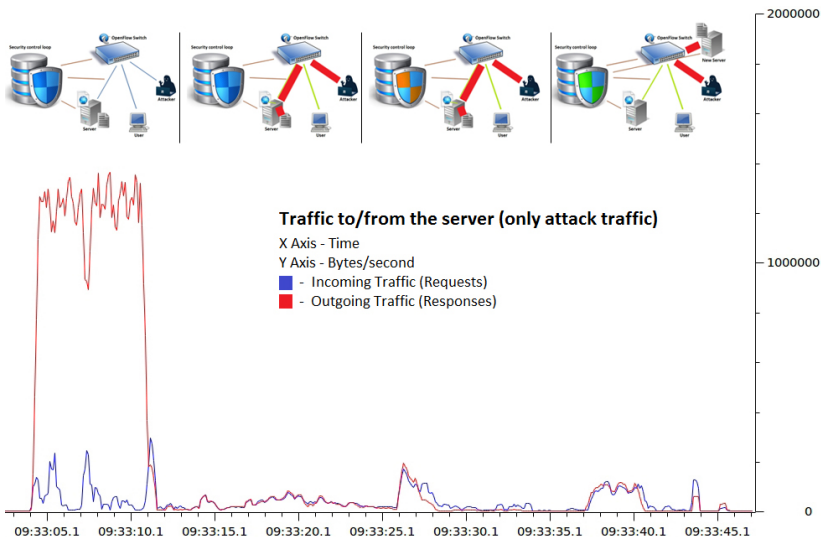 OpenFlow Switch
Security control loop
Attacker
Server
User
OpenFlow Switch
Security control loop
Attacker
Server
User
OpenFlow Switch
Security control loop
Attacker
Server
User
OpenFlow Switch
Security control loop
New Server
Attacker
Server
User
2000000
Traffic to/from the server (only attack traffic)
X Axis - Time
Y Axis - Bytes/second
- Incoming Traffic (Requests)
- Outgoing Traffic (Responses)
1000000
0
09:33:05.1 09:33:10.1 09:33:15.1 09:33:20.1 09:33:25.1 09:33:30.1 09:33:35.1 09:33:40.1 09:33:45.1